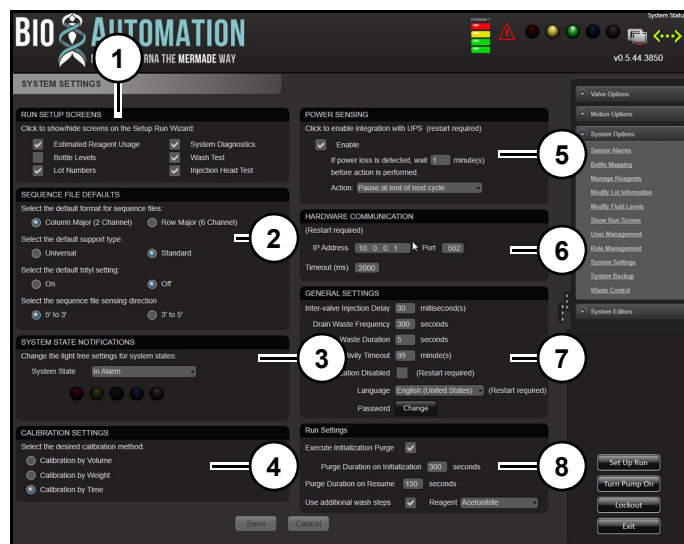 BIO AUTOMATION
RNA THE MERMADE WAY
Container 1
System Statu
v0.5.44.3850
1
SYSTEM SETTINGS
RUN SETUP SCREENS
Click to show/hide screens on the Setup Run Wizard:
Estimated Reagent Usage
System Diagnostics
Bottle Levels
Wash Test
Lot Numbers
Injection Head Test
SEQUENCE FILE DEFAULTS
Select the default format for sequence files:
Column Major (2 Channel)
Row Major (6 Channel)
Select the default support type:
Universal
Standard
Select the default trityl setting:
On
Off
Select the sequence file sensing direction
5' to 3'
3' to 5'
2
SYSTEM STATE NOTIFICATIONS
Change the light tree settings for system states:
System State
In Alarm
3
CALIBRATION SETTINGS
Select the desired calibration method:
Calibration by Volume
Calibration by Weight
Calibration by Time
4
POWER SENSING
Click to enable integration with UPS (restart required)
Enable
If power loss is detected, wait 1 minute(s)
before action is performed.
Action: Pause at end of next cycle
5
HARDWARE COMMUNICATION
(Restart required)
IP Address 10. 0. 0. 1 Port 502
Timeout (ms) 2000
6
GENERAL SETTINGS
Inter-valve Injection Delay 30 millisecond(s)
Drain Waste Frequency 300 seconds
Waste Duration 5 seconds
Timeout 99 minute(s)
Disabled (Restart required)
Language English (United States) (Restart required)
Password Change
7
Run Settings
Execute Initialization Purge
Purge Duration on Initialization 300 seconds
Purge Duration on Resume 150 seconds
Use additional wash steps Reagent Acetonitrile
8
Save Cancel
Valve Options
Motion Options
System Options
Sensor Alarms
Bottle Mapping
Manage Reagents
Modify Lot Information
Modify Fluid Levels
Show Run Screen
User Management
Role Management
System Settings
System Backup
Waste Control
System Editors
Set Up Run
Turn Pump On
Lockout
Exit